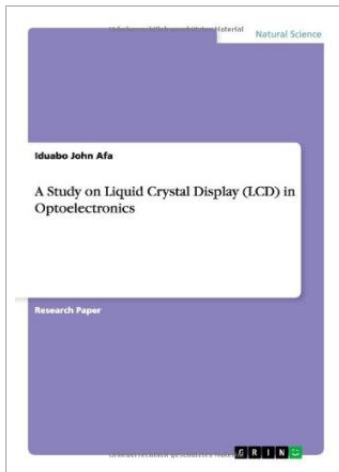 Natural Science
Iduabo John Afa
A Study on Liquid Crystal Display (LCD) in
Optoelectronics
Research Paper
GRIN